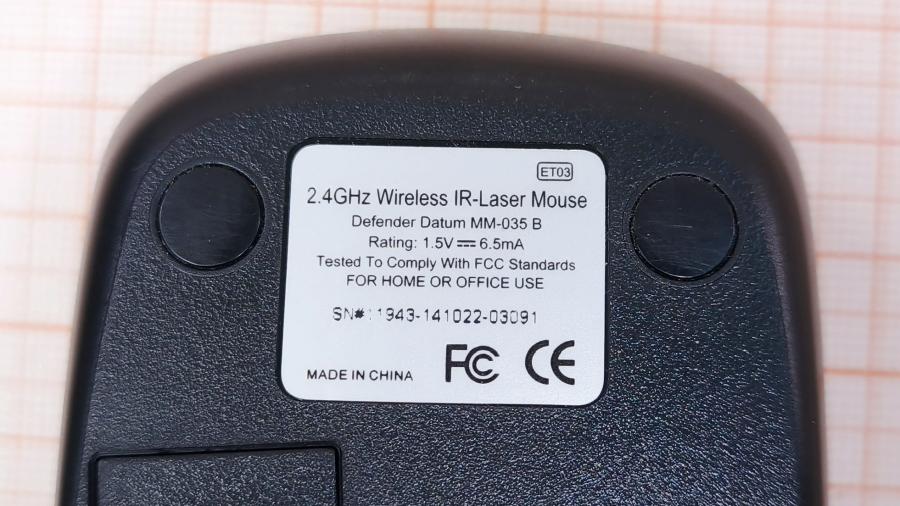 ET03
2.4GHz Wireless IR-Laser Mouse
Defender Datum MM-035 B
Rating: 1.5V⎓6.5mA
Tested To Comply With FCC Standards
FOR HOME OR OFFICE USE
SN#:1943-141022-03091
MADE IN CHINA FC CE